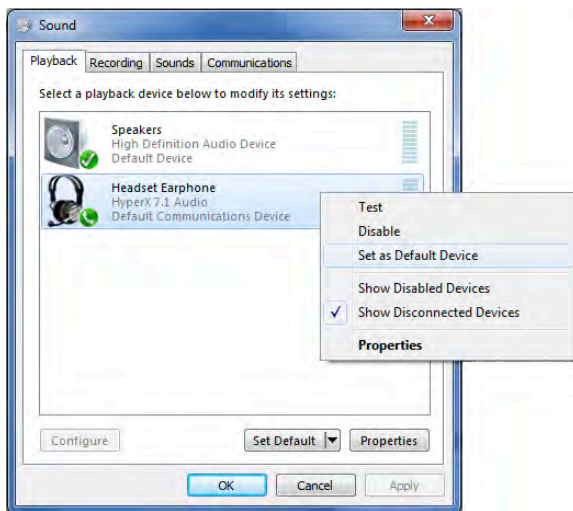 Sound
Playback Recording Sounds Communications
Select a playback device below to modify its settings:
Speakers
High Definition Audio Device
Default Device
Headset Earphone
HyperX 7.1 Audio
Default Communications Device
Test
Disable
Set as Default Device
Show Disabled Devices
Show Disconnected Devices
Properties
Configure Set Default Properties
OK Cancel Apply